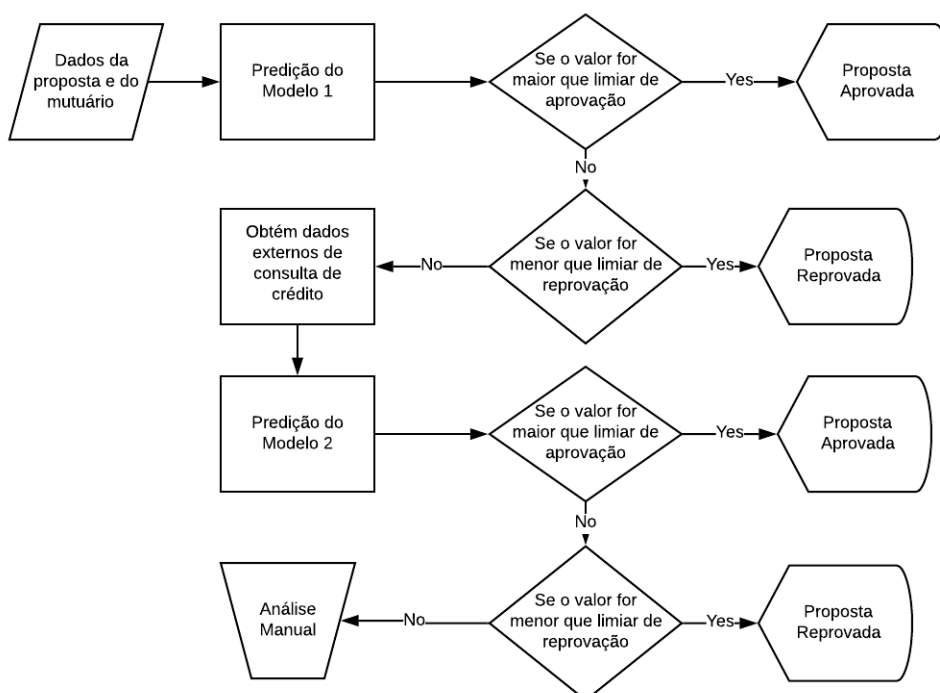 Dados da
proposta e do
mutuário
Predição do
Modelo 1
Se o valor for
maior que limiar de
aprovação
Yes
Proposta
Aprovada
No
Se o valor for
menor que limiar de
reprovação
Yes
Proposta
Reprovada
No
Obtém dados
externos de
consulta de
crédito
Predição do
Modelo 2
Se o valor for
maior que limiar de
aprovação
Yes
Proposta
Aprovada
No
Se o valor for
menor que limiar de
reprovação
Yes
Proposta
Reprovada
No
Análise
Manual